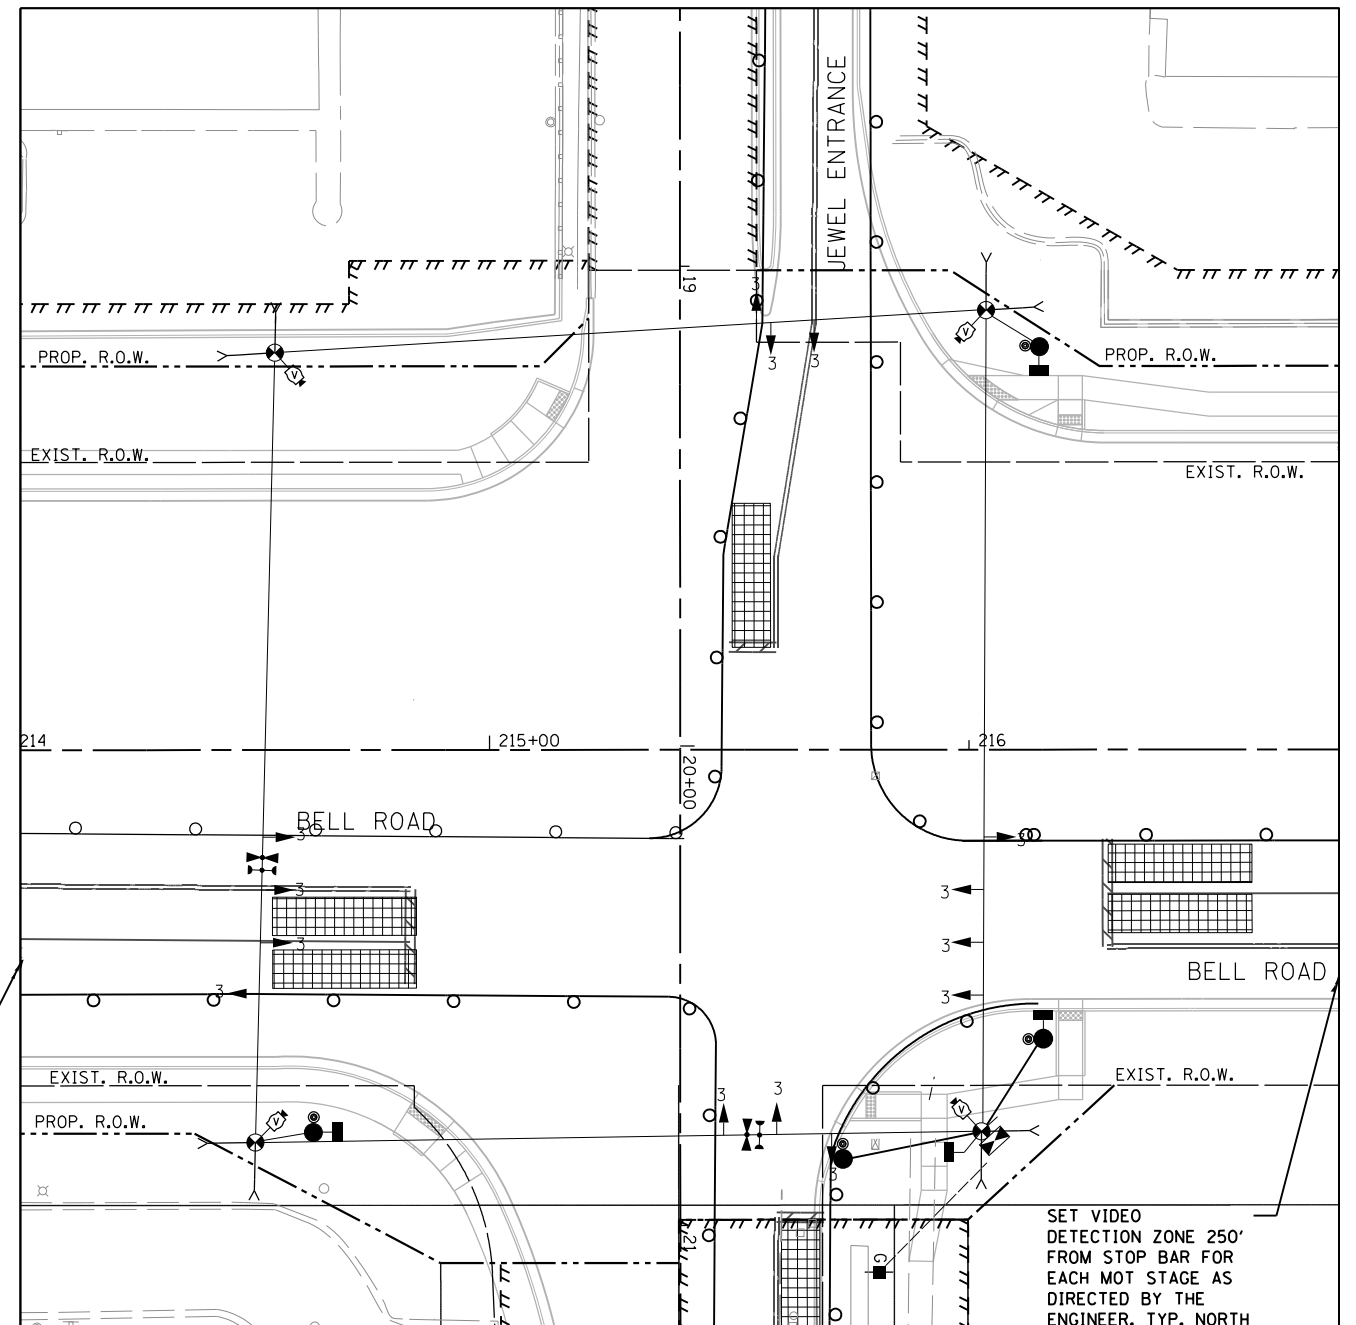 JEWEL ENTRANCE
19
3
3
3
PROP. R.O.W.
PROP. R.O.W.
V
V
EXIST. R.O.W.
EXIST. R.O.W.
214
215+00
216
20+00
BELL ROAD
3
3
3
3
3
3
3
3
BELL ROAD
EXIST. R.O.W.
EXIST. R.O.W.
3
3
V
V
PROP. R.O.W.
3
21
G
SET VIDEO
DETECTION ZONE 250'
FROM STOP BAR FOR
EACH MOT STAGE AS
DIRECTED BY THE
ENGINEER. TYP. NORTH